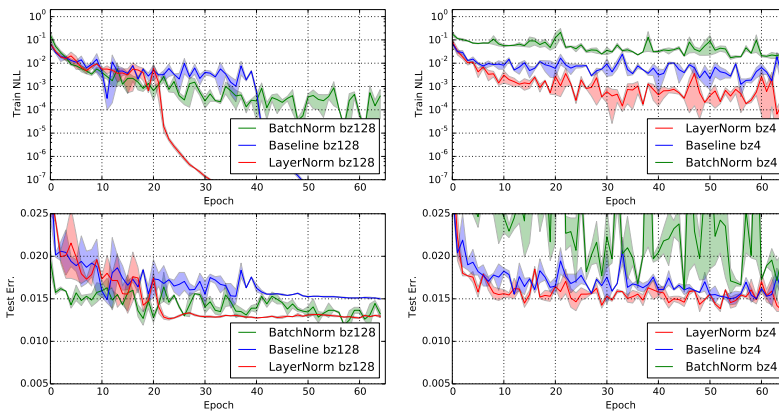 10^0
10^-1
10^-2
10^-3
10^-4
10^-5
10^-6
10^-7
Train NLL
0 10 20 30 40 50 60
Epoch
BatchNorm bz128
Baseline bz128
LayerNorm bz128
10^0
10^-1
10^-2
10^-3
10^-4
10^-5
10^-6
10^-7
Train NLL
0 10 20 30 40 50 60
Epoch
LayerNorm bz4
Baseline bz4
BatchNorm bz4
0.025
0.020
0.015
0.010
0.005
Test Err.
0 10 20 30 40 50 60
Epoch
BatchNorm bz128
Baseline bz128
LayerNorm bz128
0.025
0.020
0.015
0.010
0.005
Test Err.
0 10 20 30 40 50 60
Epoch
LayerNorm bz4
Baseline bz4
BatchNorm bz4